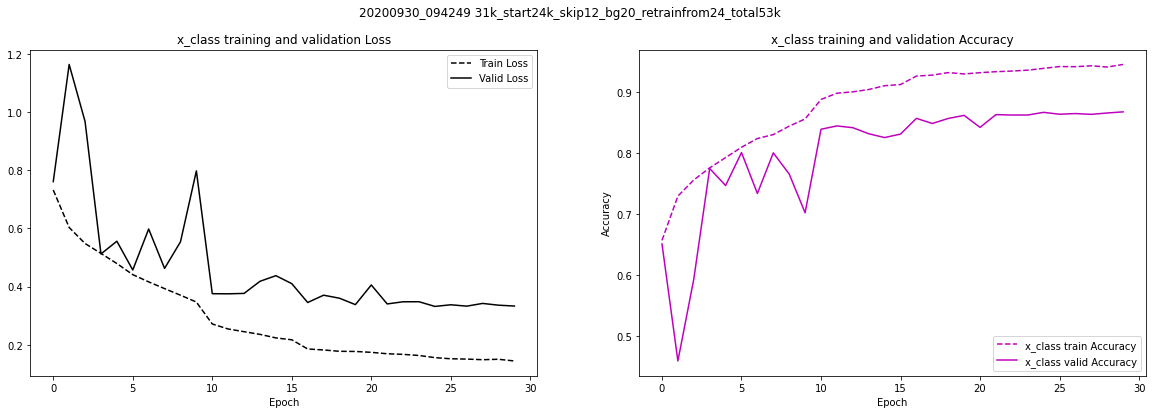 20200930_094249 31k_start24k_skip12_bg20_retrainfrom24_total53k
x_class training and validation Loss
1.2
1.0
0.8
0.6
0.4
0.2
Train Loss
Valid Loss
0
5
10
15
20
25
30
Epoch
x_class training and validation Accuracy
Accuracy
0.9
0.8
0.7
0.6
0.5
x_class train Accuracy
x_class valid Accuracy
0
5
10
15
20
25
30
Epoch